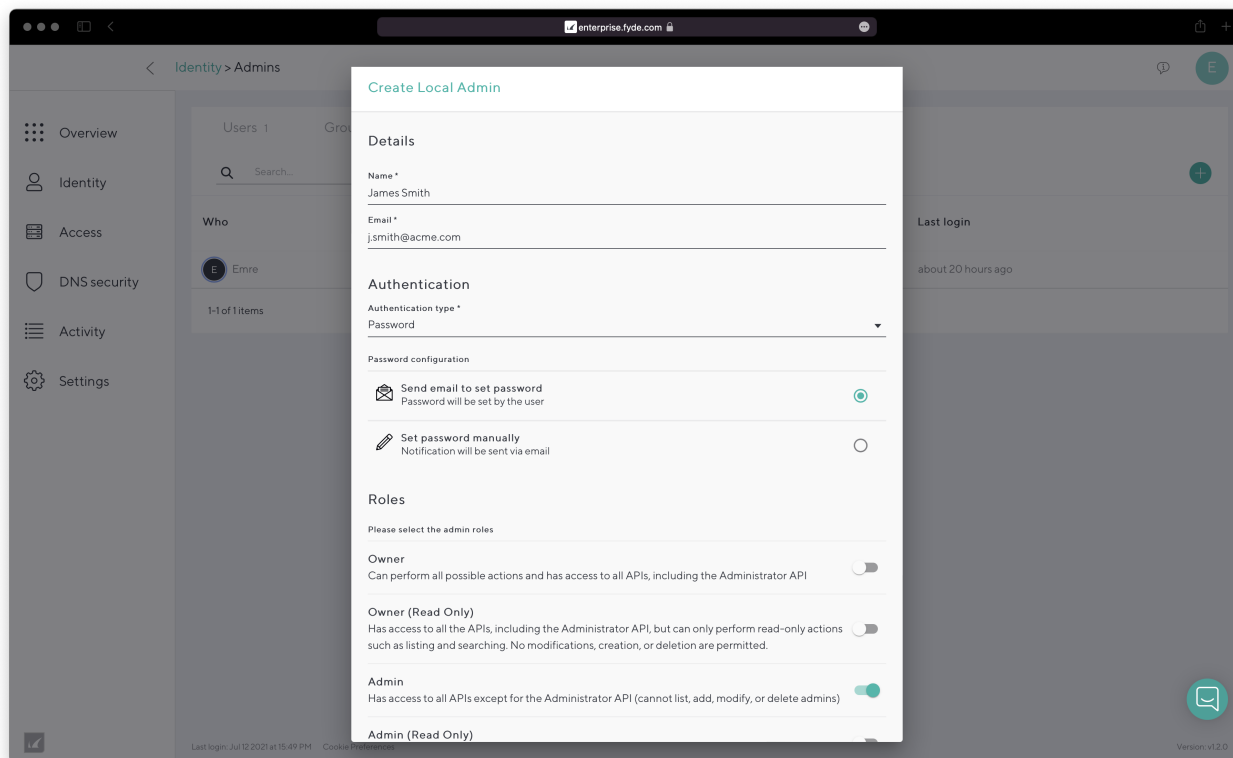 enterprise.fyde.com
Identity > Admins
E
Create Local Admin
Overview
Identity
Access
DNS security
Activity
Settings
Users 1
Search...
Who
Last login
E Emre
about 20 hours ago
1-1 of 1 items
Details
Name *
James Smith
Email *
j.smith@acme.com
Authentication
Authentication type *
Password
Password configuration
Send email to set password
Password will be set by the user
Set password manually
Notification will be sent via email
Roles
Please select the admin roles
Owner
Can perform all possible actions and has access to all APIs, including the Administrator API
Owner (Read Only)
Has access to all the APIs, including the Administrator API, but can only perform read-only actions
such as listing and searching. No modifications, creation, or deletion are permitted.
Admin
Has access to all APIs except for the Administrator API (cannot list, add, modify, or delete admins)
Admin (Read Only)
Last login: Jul 12 2021 at 15:49 PM Cookie Preferences
Version: v1.2.0